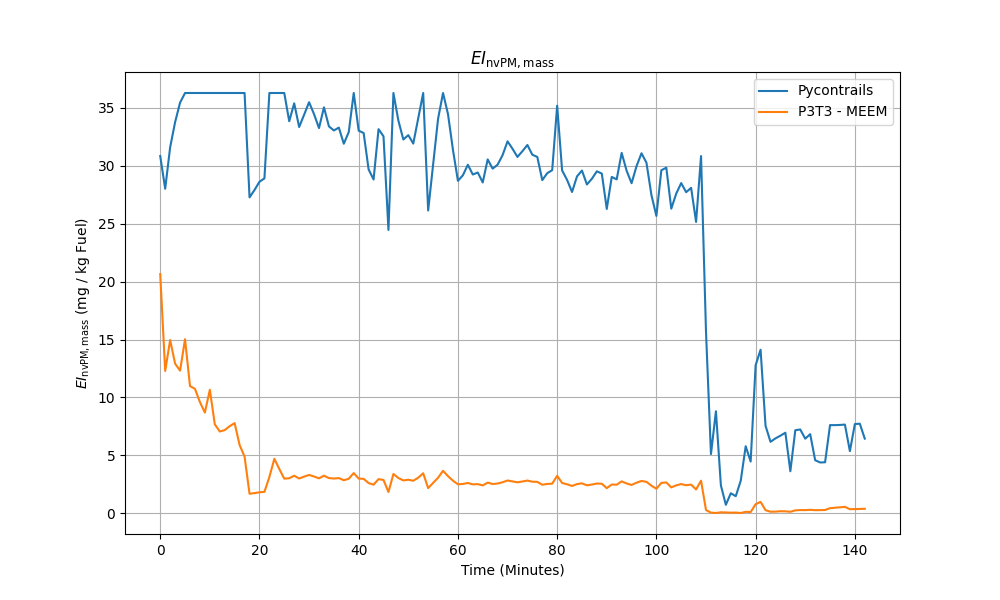 EI_nvPM, mass
Pycontrails
P3T3 - MEEM
EI_nvPM, mass (mg / kg Fuel)
35
30
25
20
15
10
5
0
0 20 40 60 80 100 120 140
Time (Minutes)